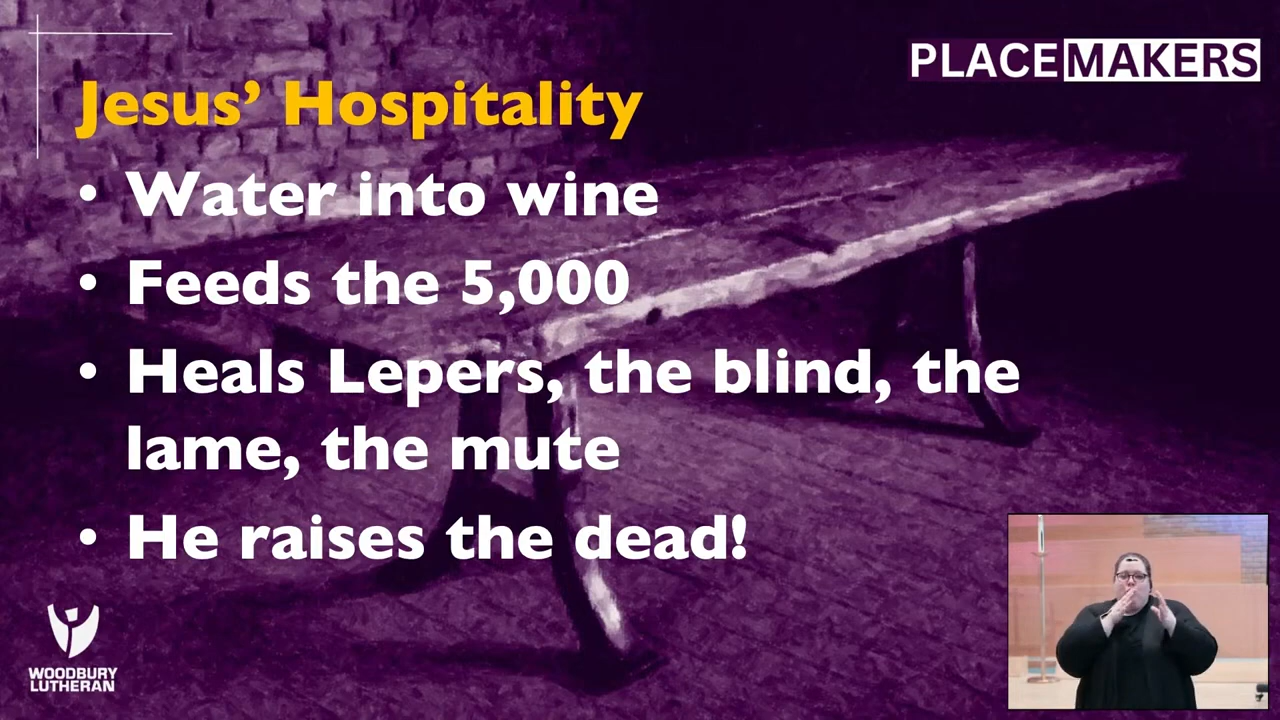 PLACEMAKERS
Jesus’ Hospitality
• Water into wine
• Feeds the 5,000
• Heals Lepers, the blind, the
lame, the mute
• He raises the dead!
WOODBURY
LUTHERAN